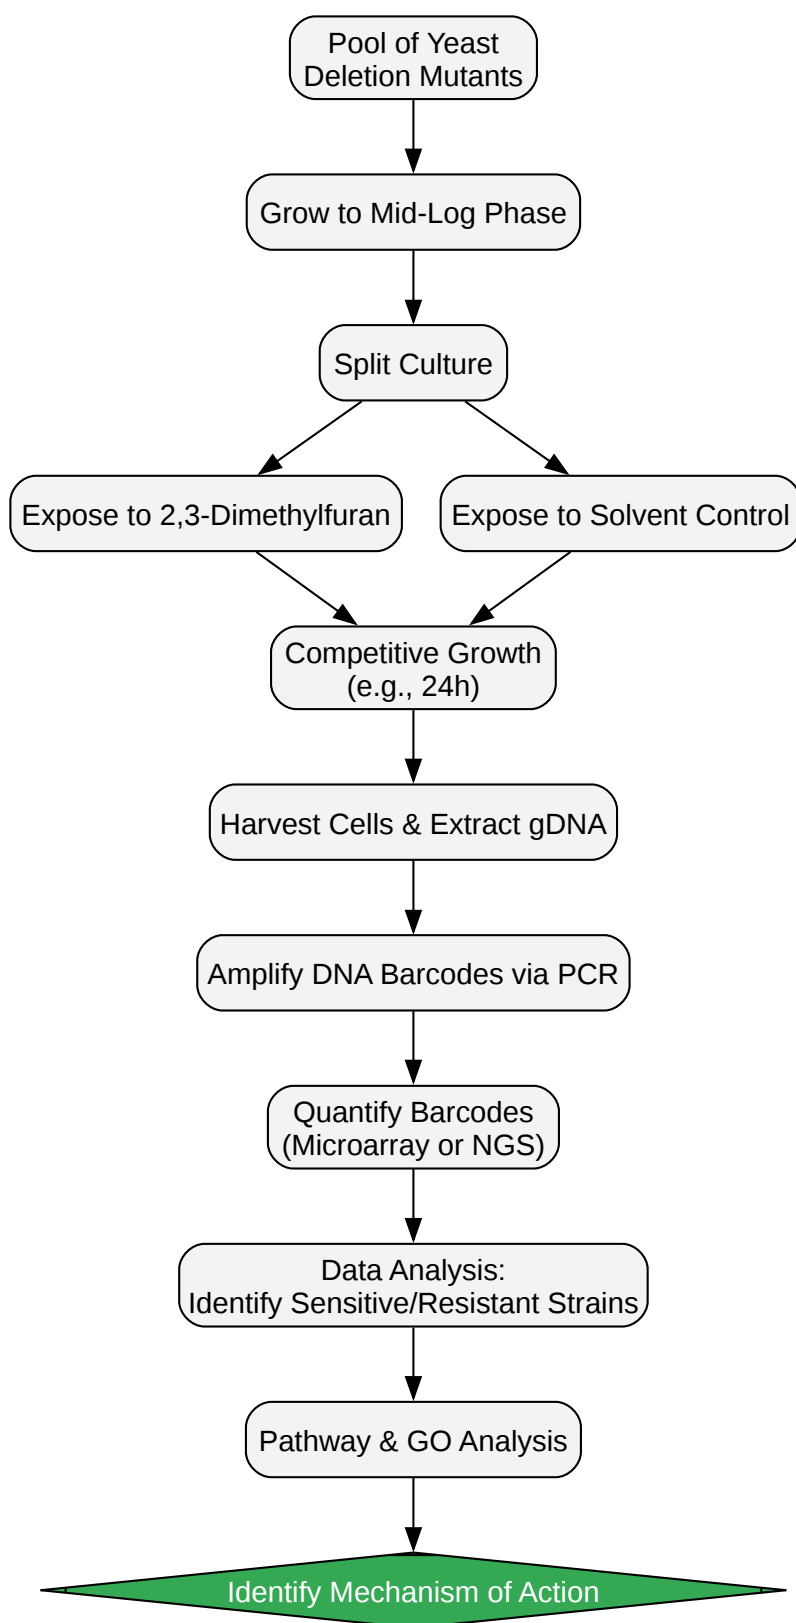 Pool of Yeast
Deletion Mutants
Grow to Mid-Log Phase
Split Culture
Expose to 2,3-Dimethylfuran
Expose to Solvent Control
Competitive Growth
(e.g., 24h)
Harvest Cells & Extract gDNA
Amplify DNA Barcodes via PCR
Quantify Barcodes
(Microarray or NGS)
Data Analysis:
Identify Sensitive/Resistant Strains
Pathway & GO Analysis
Identify Mechanism of Action